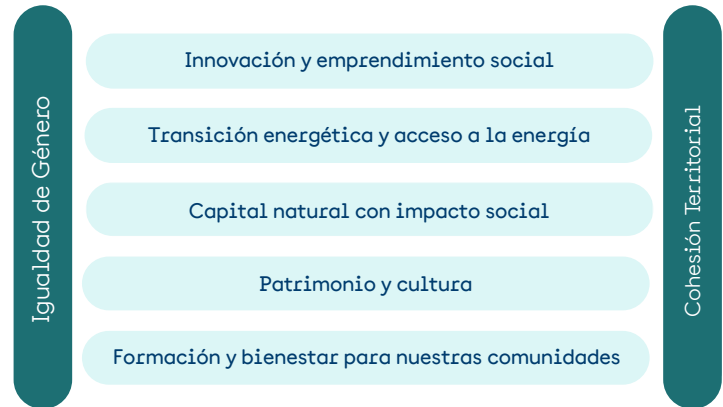 Igualdad de Género
Innovación y emprendimiento social
Transición energética y acceso a la energía
Capital natural con impacto social
Patrimonio y cultura
Formación y bienestar para nuestras comunidades
Cohesión Territorial